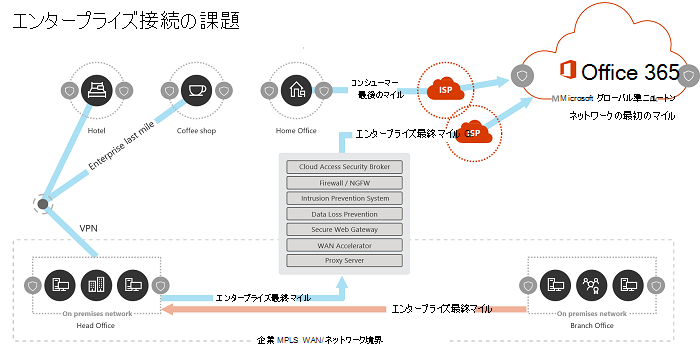 エンタープライズ接続の課題
Hotel
Coffee shop
Home Office
コンシューマー
最後のマイル
ISP
Office 365
MMicrosoft グローバル準ニュートン
ネットワークの最初のマイル
エンタープライズ最終マイル
ISP
Enterprise last mile
VPN
Cloud Access Security Broker
Firewall / NGFW
Intrusion Prevention System
Data Loss Prevention
Secure Web Gateway
WAN Accelerator
Proxy Server
エンタープライズ最終マイル
エンタープライズ最終マイル
On premises network
Head Office
On premises network
Branch Office
企業 MPLS WAN/ネットワーク境界